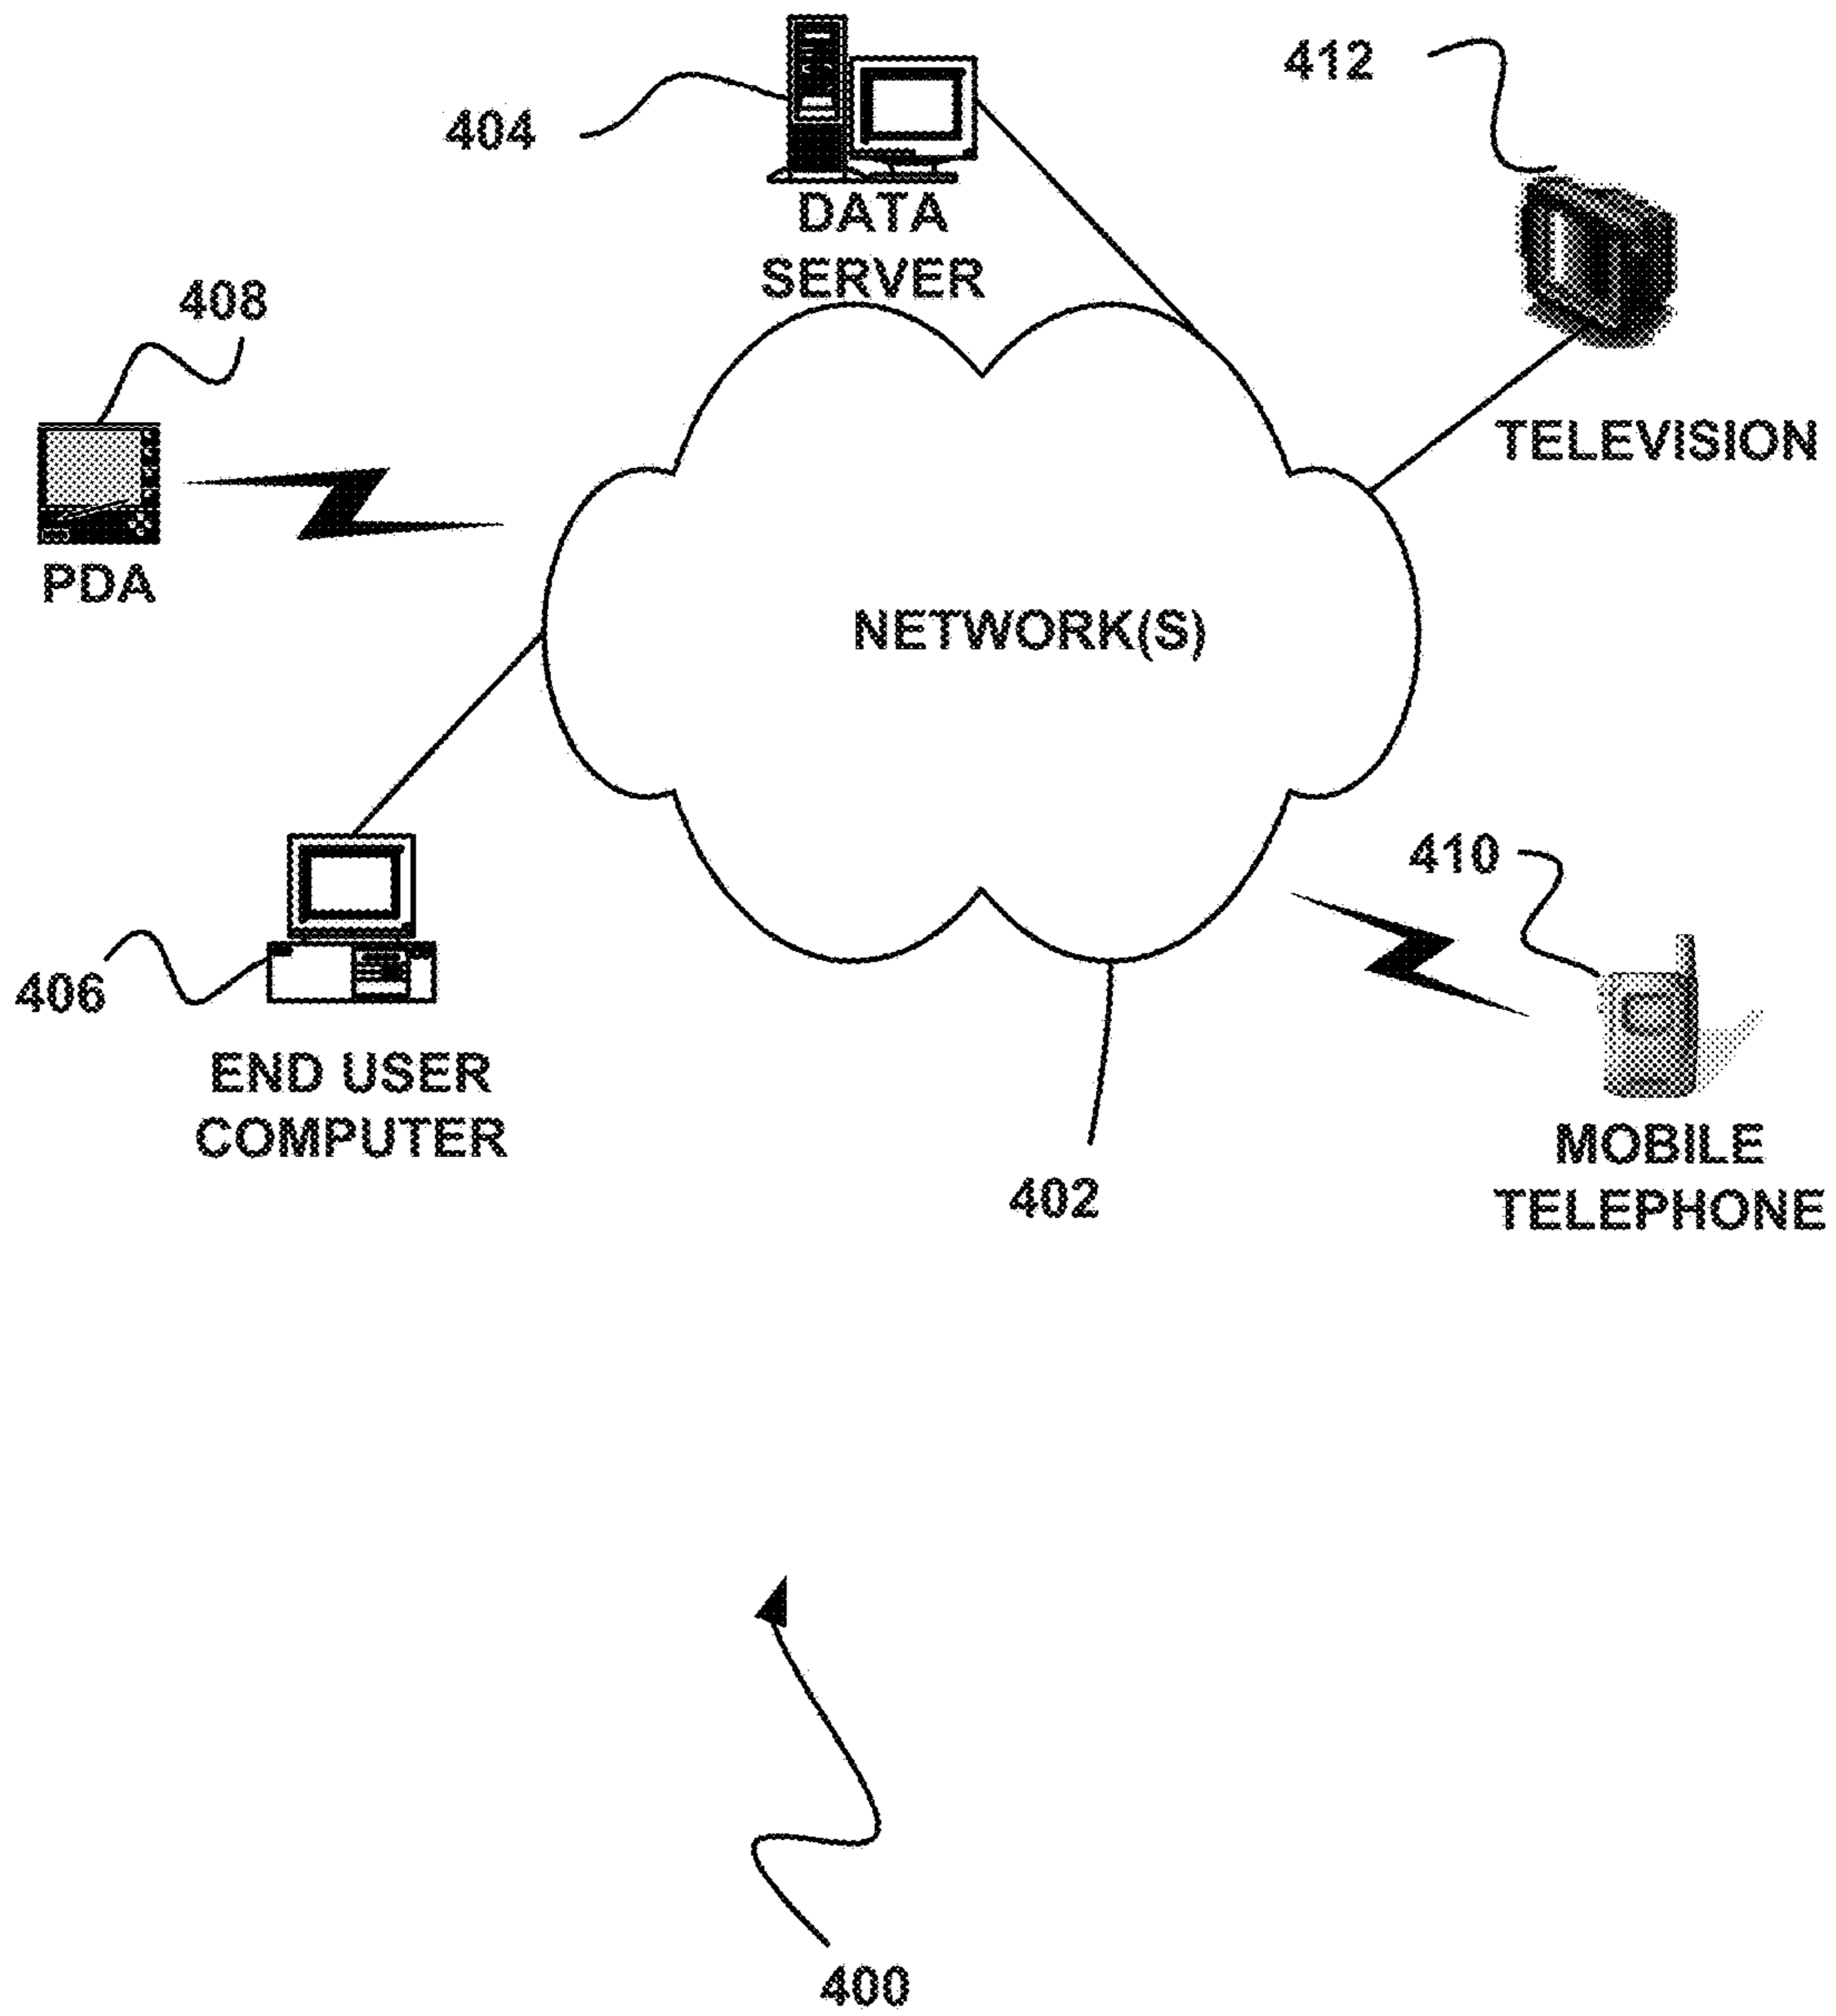 404
412
DATA
SERVER
408
TELEVISION
PDA
NETWORK(S)
410
406
END USER
COMPUTER
402
MOBILE
TELEPHONE
400